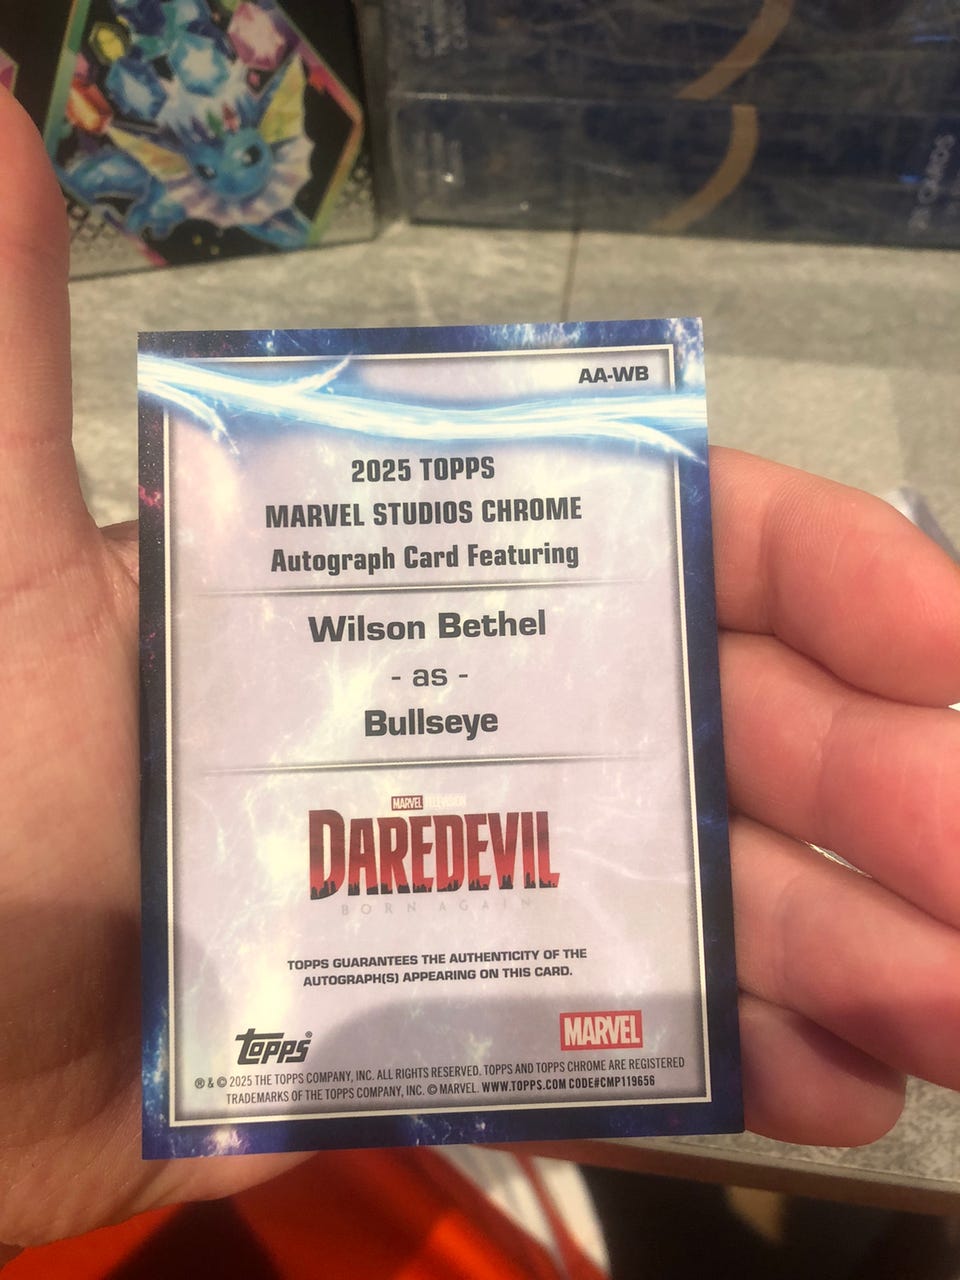 24 CARDS
AA-WB
2025 TOPPS
MARVEL STUDIOS CHROME
Autograph Card Featuring
Wilson Bethel
- as -
Bullseye
MARVEL TELEVISION
DAREDEVIL
BORN AGAIN
TOPPS GUARANTEES THE AUTHENTICITY OF THE
AUTOGRAPH(S) APPEARING ON THIS CARD.
topps®
MARVEL
® & © 2025 THE TOPPS COMPANY, INC. ALL RIGHTS RESERVED. TOPPS AND TOPPS CHROME ARE REGISTERED
TRADEMARKS OF THE TOPPS COMPANY, INC. © MARVEL. WWW.TOPPS.COM CODE#CMP119656